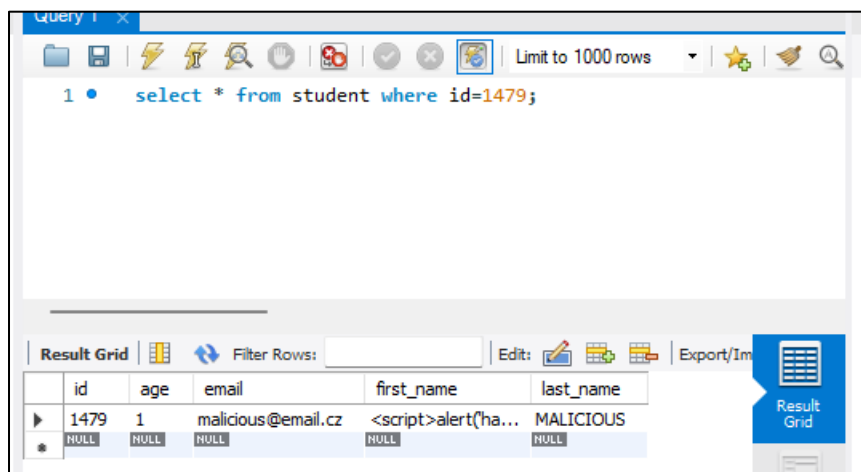 Query 1 ×
Limit to 1000 rows
1 select * from student where id=1479;
Result Grid Filter Rows: Edit: Export/Im
Result Grid
id age email first_name last_name
1479 1 malicious@email.cz <script>alert('ha... MALICIOUS
NULL NULL NULL NULL NULL